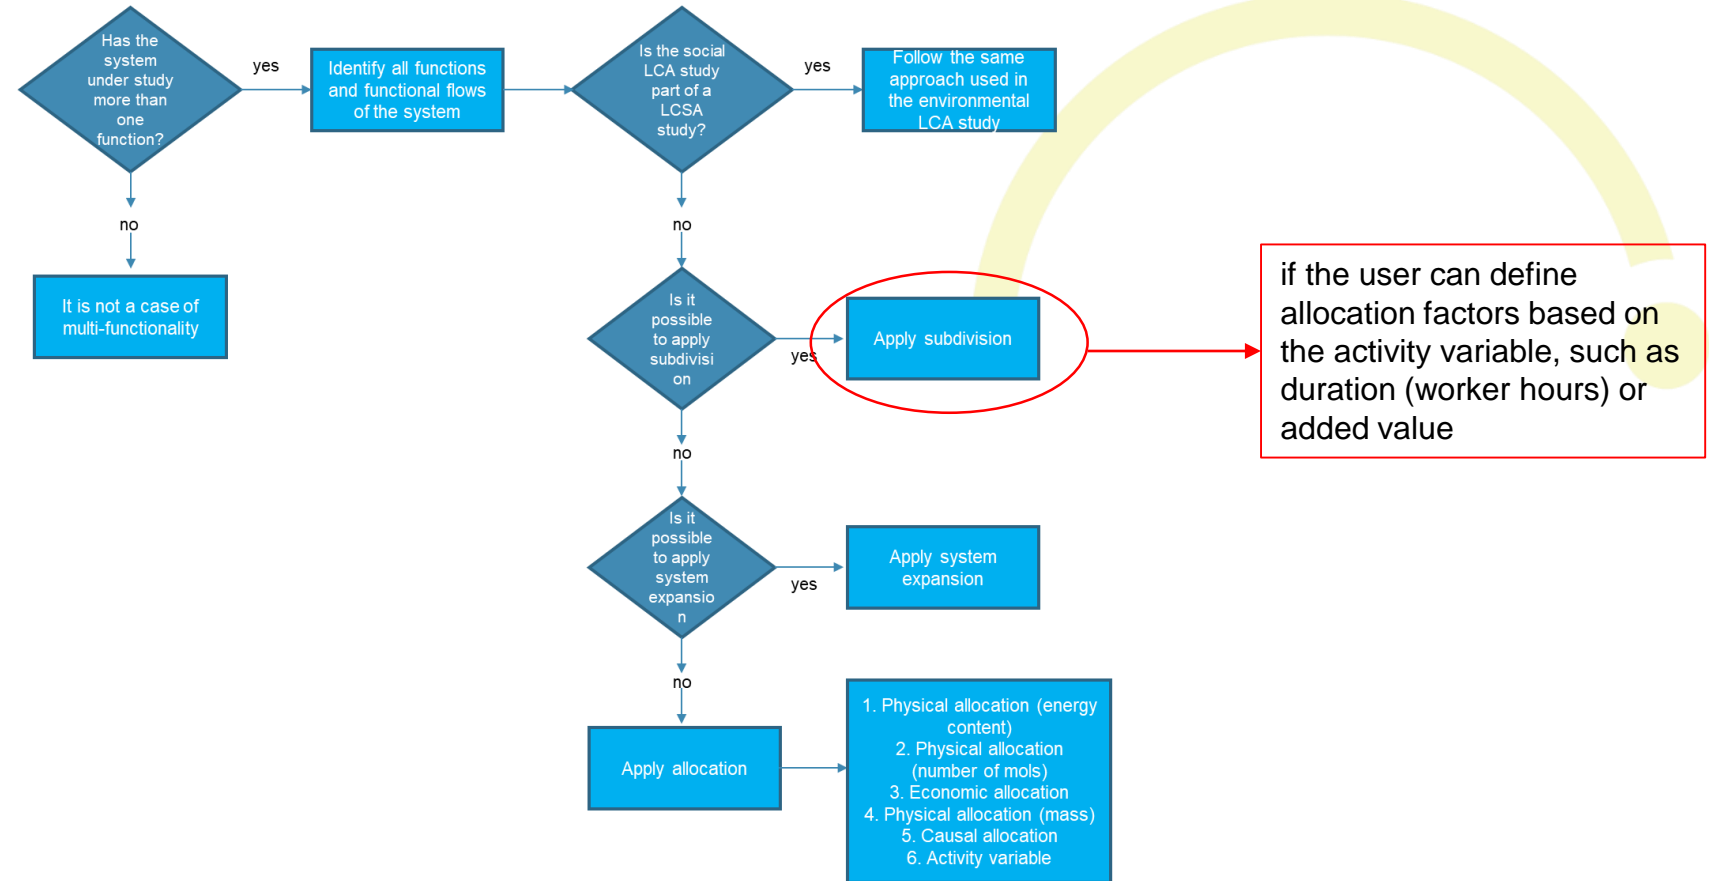 Has the
system
under study
more than
one
function?
yes
Identify all functions
and functional flows
of the system
Is the social
LCA study
part of a
LCSA
study?
yes
Follow the same
approach used in
the environmental
LCA study
no
It is not a case of
multi-functionality
no
Is it
possible
to apply
subdivisi
on
yes
Apply subdivision
if the user can define
allocation factors based on
the activity variable, such as
duration (worker hours) or
added value
no
Is it
possible
to apply
system
expansio
n
yes
Apply system
expansion
no
Apply allocation
1. Physical allocation (energy
content)
2. Physical allocation
(number of mols)
3. Economic allocation
4. Physical allocation (mass)
5. Causal allocation
6. Activity variable